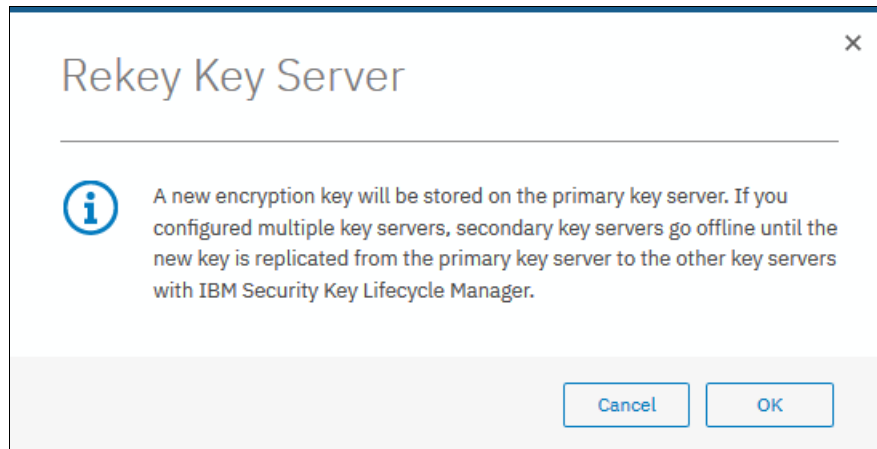 Rekey Key Server
A new encryption key will be stored on the primary key server. If you
configured multiple key servers, secondary key servers go offline until the
new key is replicated from the primary key server to the other key servers
with IBM Security Key Lifecycle Manager.
Cancel OK